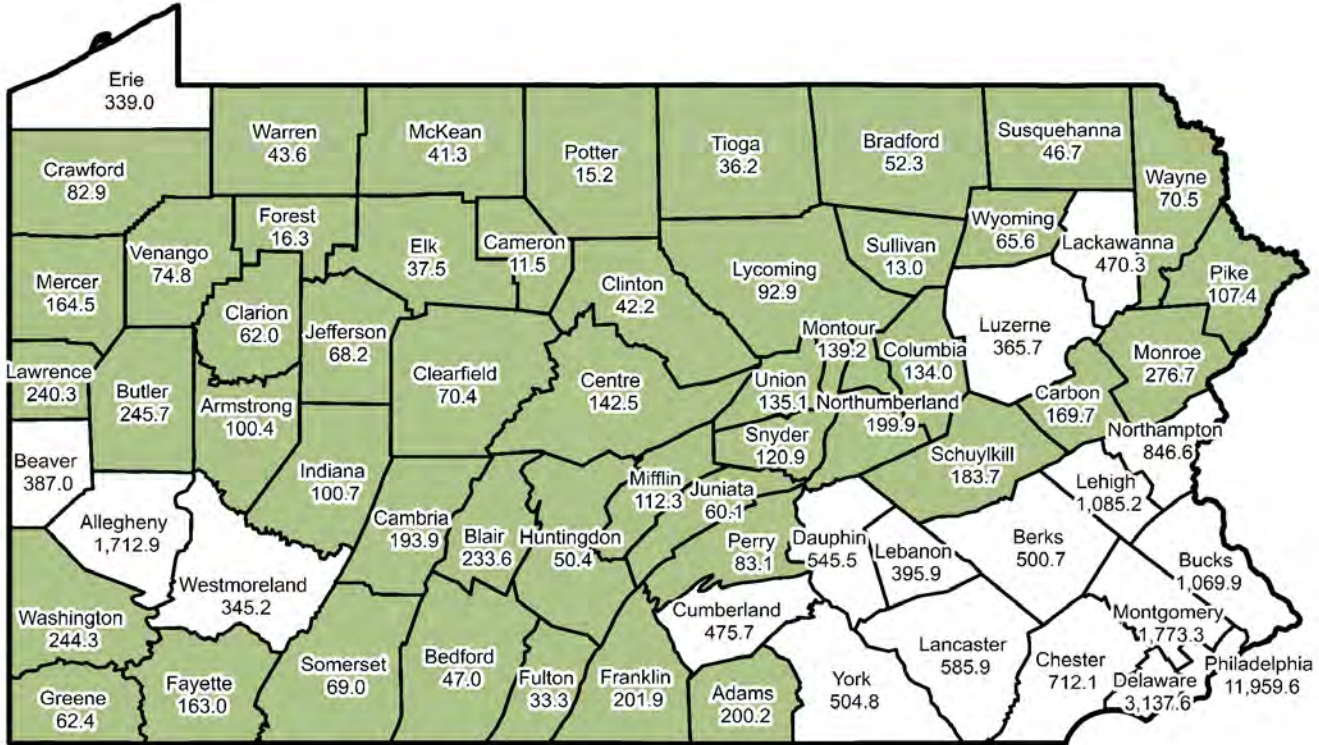 Erie
339.0
Warren
43.6
McKean
41.3
Potter
15.2
Tioga
36.2
Bradford
52.3
Susquehanna
46.7
Wayne
70.5
Crawford
82.9
Forest
16.3
Venango
74.8
Elk
37.5
Cameron
11.5
Wyoming
65.6
Lackawanna
470.3
Sullivan
13.0
Lycoming
92.9
Mercer
164.5
Clinton
42.2
Pike
107.4
Clarion
62.0
Jefferson
68.2
Luzerne
365.7
Montour
139.2
Columbia
134.0
Monroe
276.7
Lawrence
240.3
Butler
245.7
Clearfield
70.4
Centre
142.5
Union
135.1
Carbon
169.7
Armstrong
100.4
Northumberland
199.9
Northampton
846.6
Snyder
120.9
Beaver
387.0
Indiana
100.7
Schuylkill
183.7
Mifflin
112.3
Juniata
60.1
Lehigh
1,085.2
Allegheny
1,712.9
Cambria
193.9
Blair
233.6
Huntingdon
50.4
Perry
83.1
Dauphin
545.5
Lebanon
395.9
Berks
500.7
Bucks
1,069.9
Westmoreland
345.2
Washington
244.3
Cumberland
475.7
Montgomery
1,773.3
Lancaster
585.9
Bedford
47.0
Somerset
69.0
Fulton
33.3
Franklin
201.9
Adams
200.2
York
504.8
Chester
712.1
Delaware
3,137.6
Philadelphia
11,959.6
Greene
62.4
Fayette
163.0